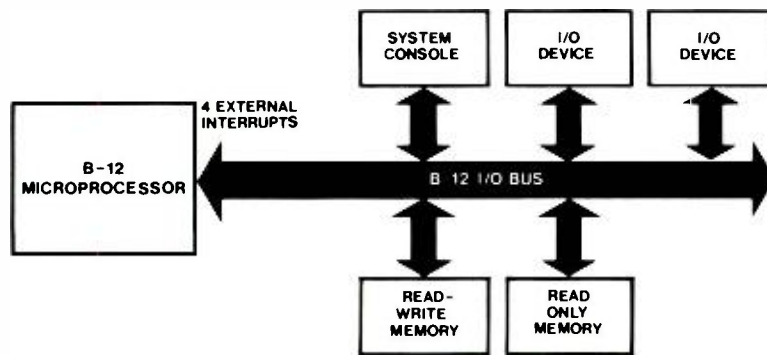 SYSTEM
CONSOLE
I/O
DEVICE
I/O
DEVICE
4 EXTERNAL
INTERRUPTS
B-12
MICROPROCESSOR
B-12 I/O BUS
READ-
WRITE
MEMORY
READ
ONLY
MEMORY